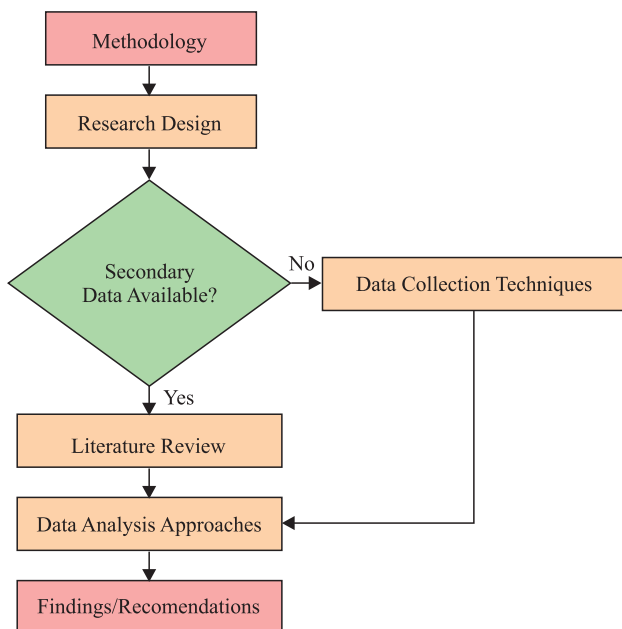 Methodology
Research Design
Secondary
Data Available?
No
Data Collection Techniques
Yes
Literature Review
Data Analysis Approaches
Findings/Recomendations